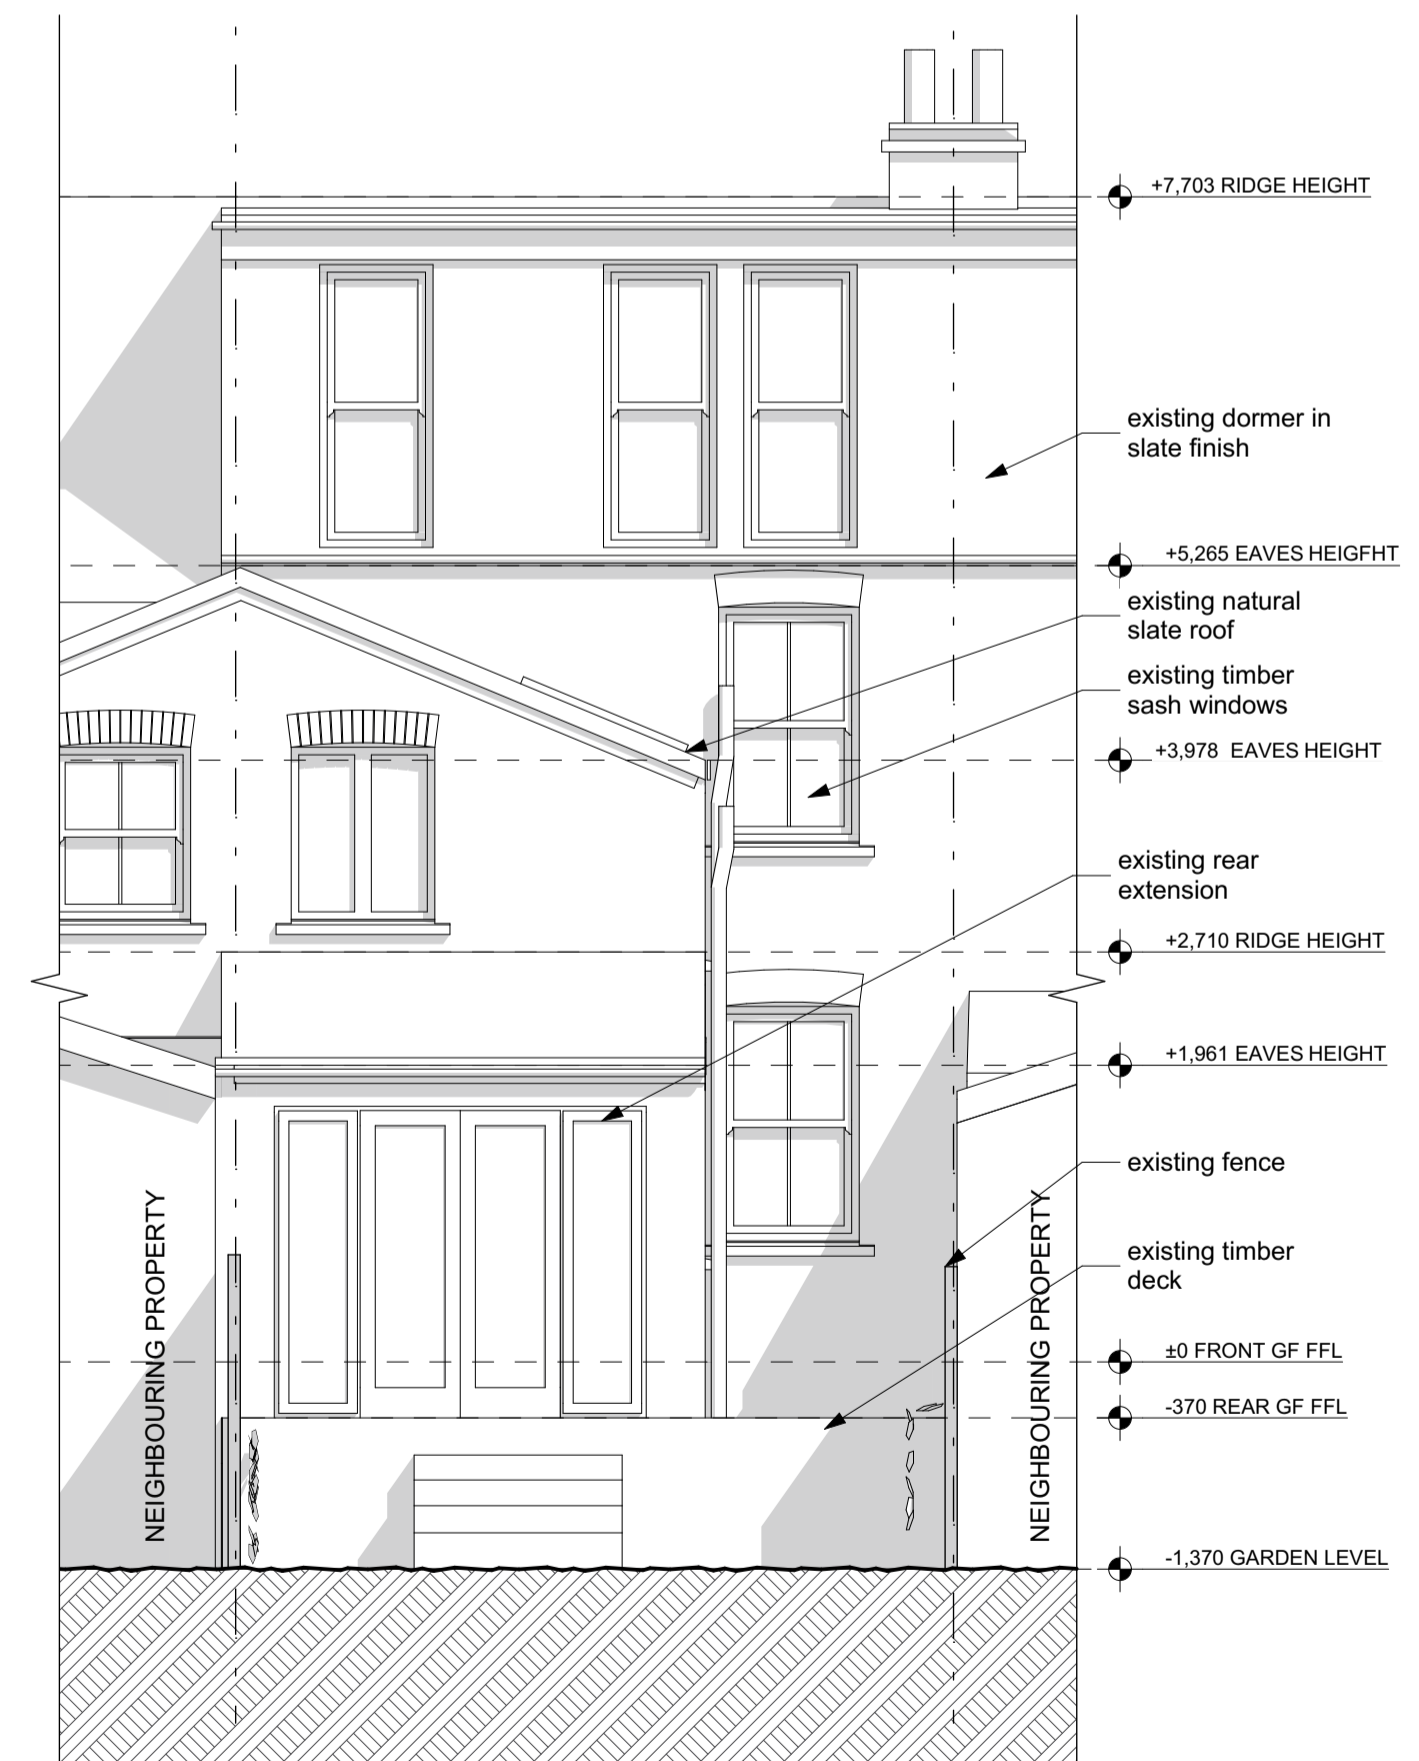 +7,703 RIDGE HEIGHT
existing dormer in
slate finish
+5,265 EAVES HEIGFHT
existing natural
slate roof
existing timber
sash windows
+3,978 EAVES HEIGHT
existing rear
extension
+2,710 RIDGE HEIGHT
+1,961 EAVES HEIGHT
existing fence
NEIGHBOURING PROPERTY
NEIGHBOURING PROPERTY
existing timber
deck
±0 FRONT GF FFL
-370 REAR GF FFL
-1,370 GARDEN LEVEL